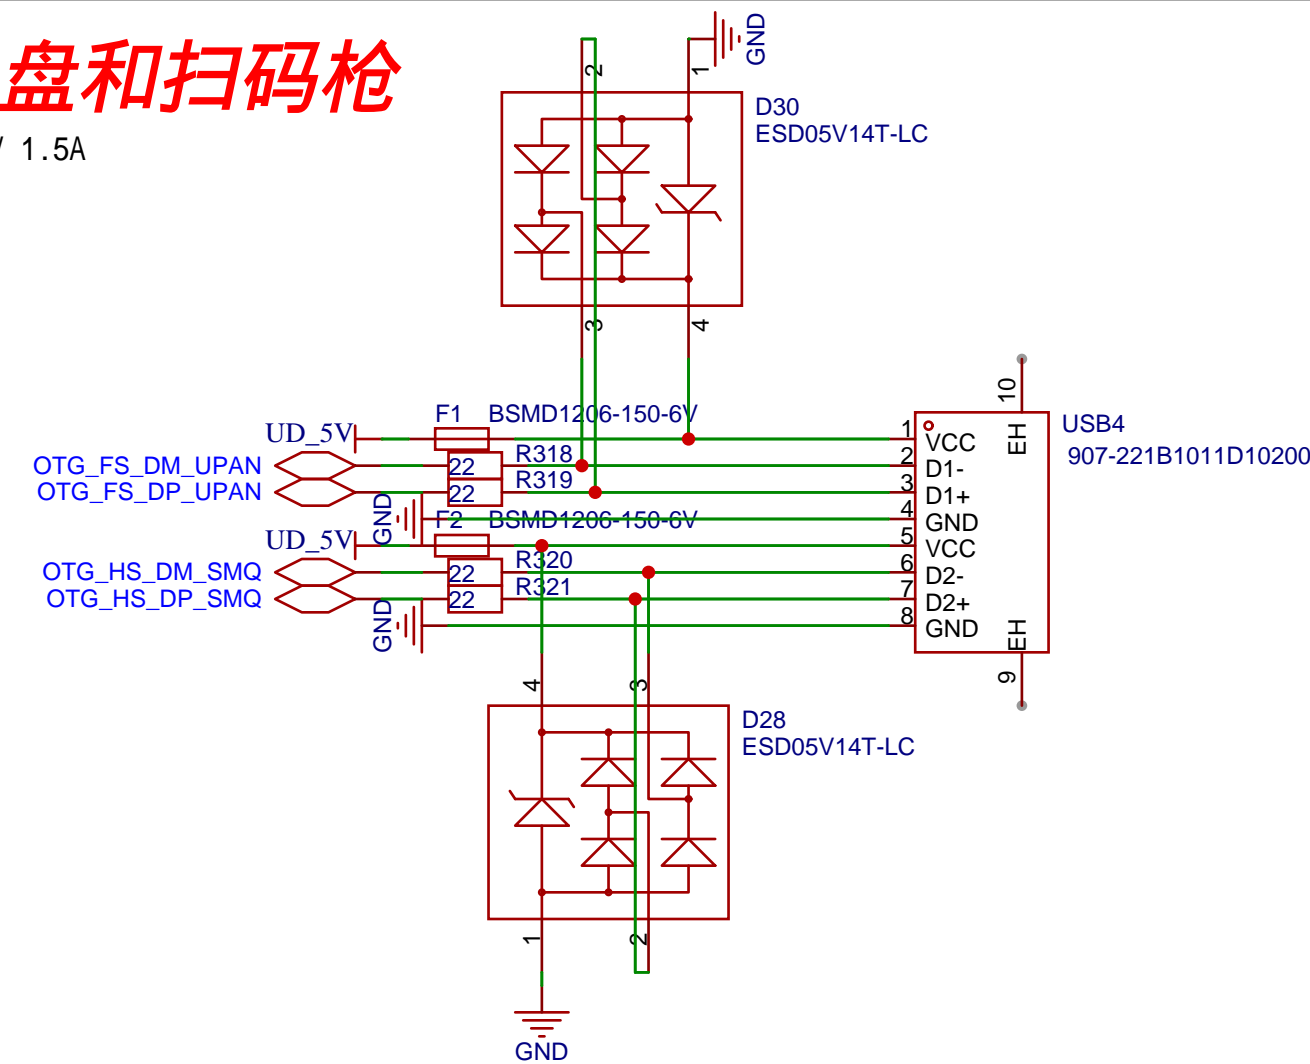 盘和扫码枪
1.5A
GND
2
1
D30
ESD05V14T-LC
3
4
10
F1
BSMD1206-150-6V
USB4
907-221B1011D10200
UD_5V
1
VCC
EH
OTG_FS_DM_UPAN
22
R318
2
D1-
OTG_FS_DP_UPAN
22
R319
3
D1+
GND
4
GND
F2
BSMD1206-150-6V
UD_5V
5
VCC
OTG_HS_DM_SMQ
22
R320
6
D2-
OTG_HS_DP_SMQ
22
R321
7
D2+
GND
8
GND
EH
9
4
3
D28
ESD05V14T-LC
1
2
GND